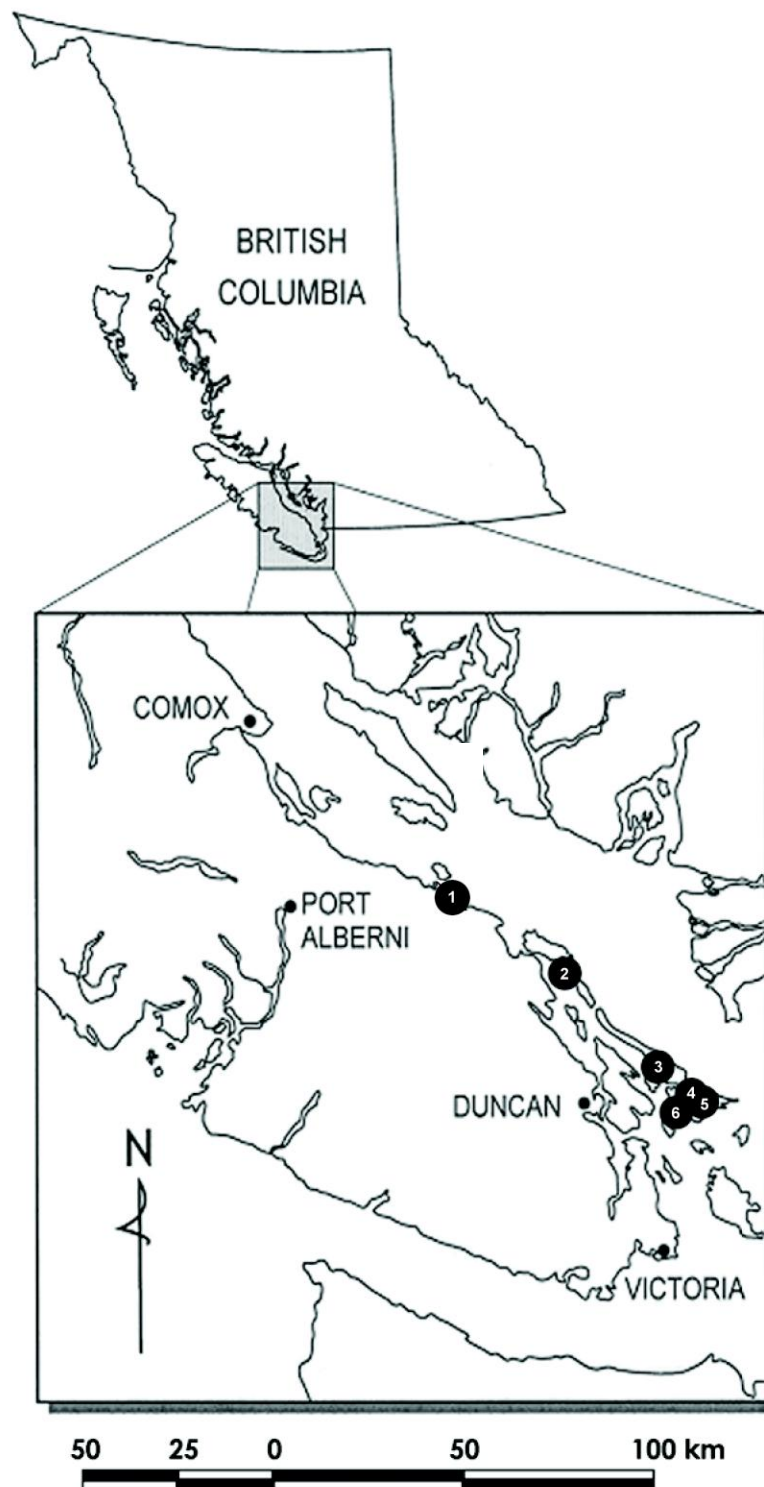 BRITISH
COLUMBIA
COMOX
1
PORT
ALBERNI
2
3
DUNCAN
4
5
6
N
VICTORIA
50 25 0 50 100 km